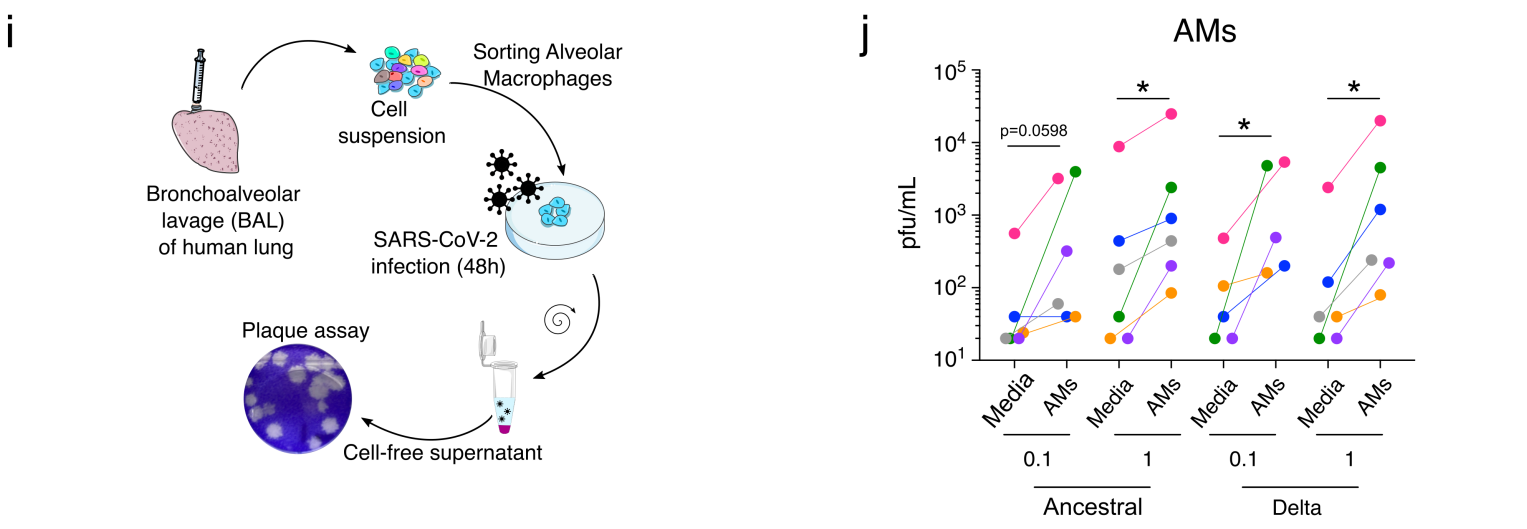 i
Sorting Alveolar
Macrophages
Cell
suspension
Bronchoalveolar
lavage (BAL)
of human lung
SARS-CoV-2
infection (48h)
Plaque assay
Cell-free supernatant
j
AMs
pfu/mL
10⁵
10⁴
10³
10²
10¹
p=0.0598
*
*
*
Media AMs Media AMs Media AMs Media AMs
0.1 1 0.1 1
Ancestral Delta